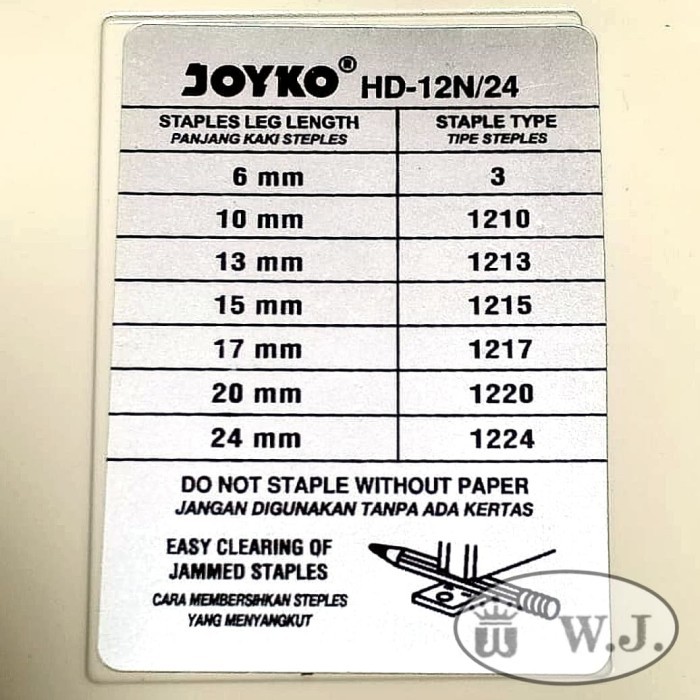 JOYKO® HD-12N/24
STAPLES LEG LENGTH STAPLE TYPE
PANJANG KAKI STEPLES TIPE STEPLES
6 mm 3
10 mm 1210
13 mm 1213
15 mm 1215
17 mm 1217
20 mm 1220
24 mm 1224
DO NOT STAPLE WITHOUT PAPER
JANGAN DIGUNAKAN TANPA ADA KERTAS
EASY CLEARING OF
JAMMED STAPLES
CARA MEMBERSIHKAN STEPLES
YANG MENYANGKUT
W.J.